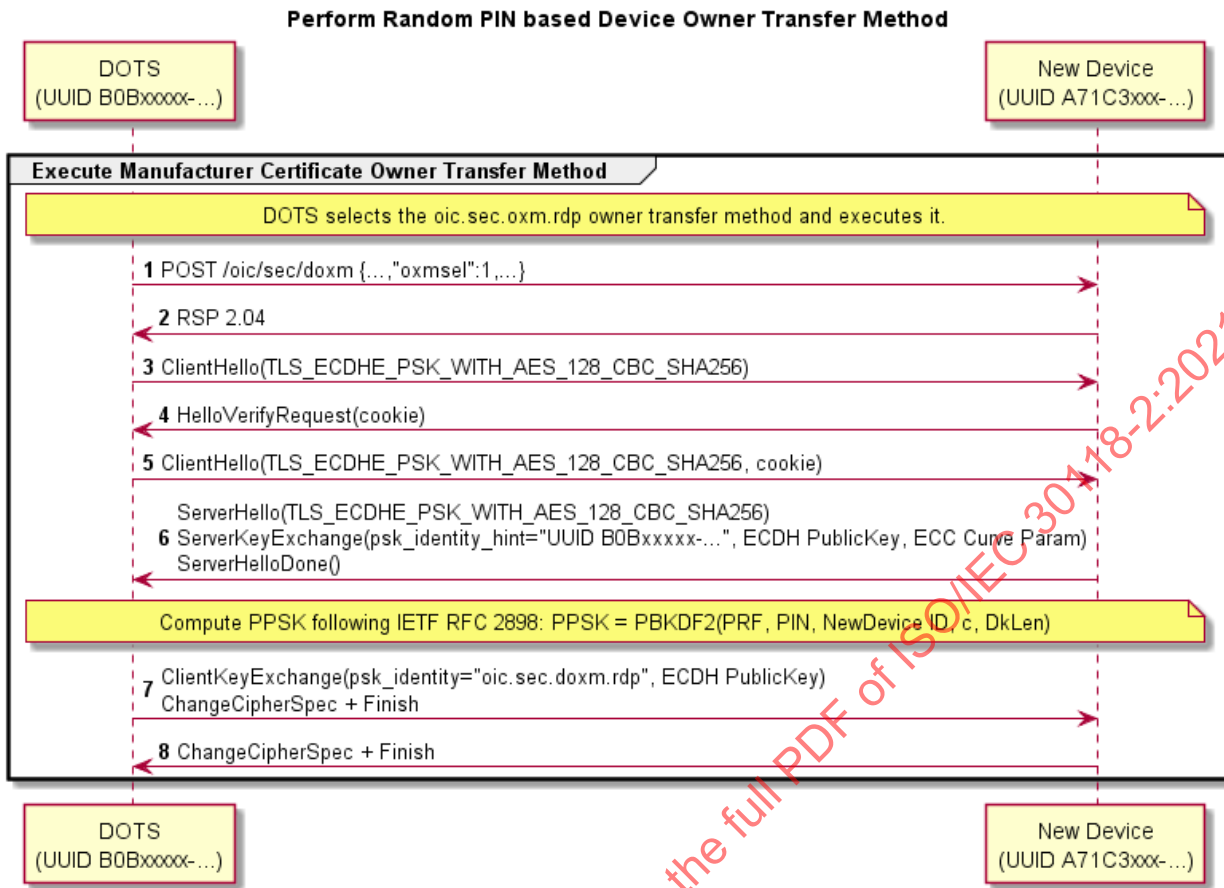 Perform Random PIN based Device Owner Transfer Method
DOTS
(UUID B0Bxxxxx-...)
New Device
(UUID A71C3xxx-...)
Execute Manufacturer Certificate Owner Transfer Method
DOTS selects the oic.sec.oxm.rdp owner transfer method and executes it.
1 POST /oic/sec/doxm {...,"oxmsel":1,...}
2 RSP 2.04
3 ClientHello(TLS_ECDHE_PSK_WITH_AES_128_CBC_SHA256)
4 HelloVerifyRequest(cookie)
5 ClientHello(TLS_ECDHE_PSK_WITH_AES_128_CBC_SHA256, cookie)
ServerHello(TLS_ECDHE_PSK_WITH_AES_128_CBC_SHA256)
6 ServerKeyExchange(psk_identity_hint="UUID B0Bxxxxx-...", ECDH PublicKey, ECC Curve Param)
ServerHelloDone()
Compute PPSK following IETF RFC 2898: PPSK = PBKDF2(PRF, PIN, NewDevice ID, c, DkLen)
7 ClientKeyExchange(psk_identity="oic.sec.doxm.rdp", ECDH PublicKey)
ChangeCipherSpec + Finish
8 ChangeCipherSpec + Finish
DOTS
(UUID B0Bxxxxx-...)
New Device
(UUID A71C3xxx-...)
the full PDF of ISO/IEC 30118-2:2021